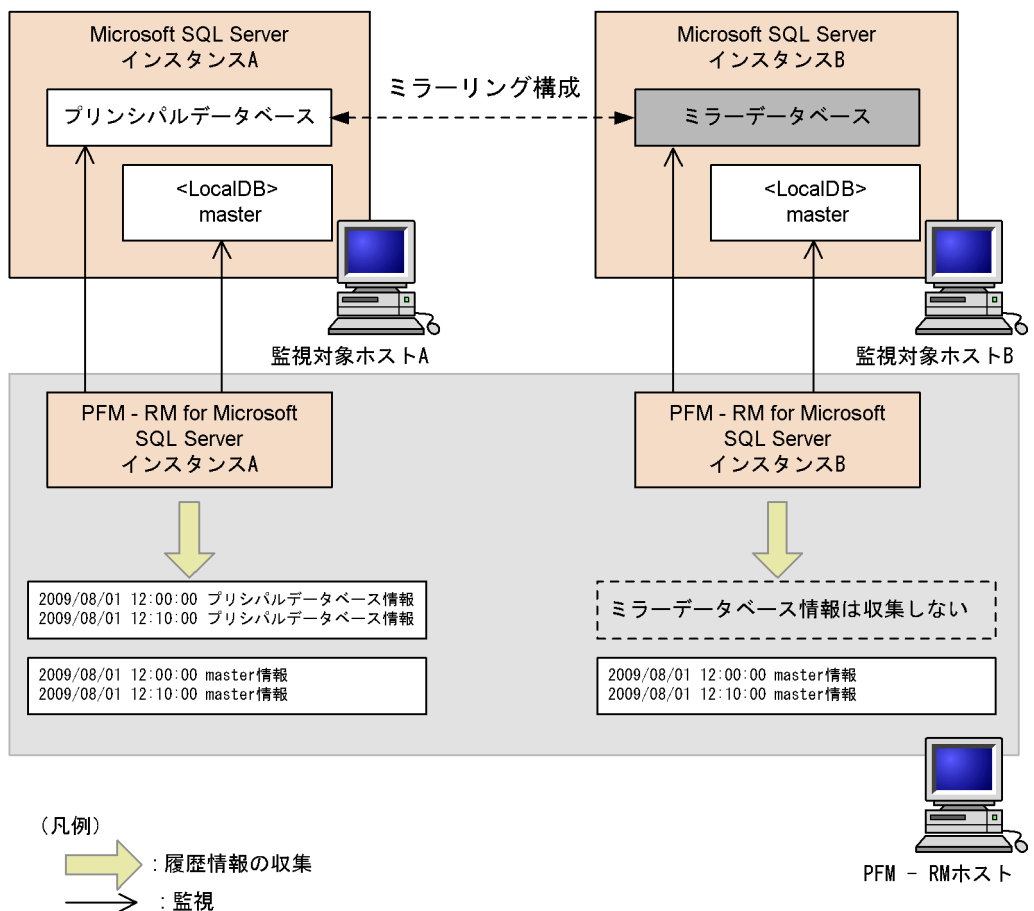 Microsoft SQL Server
インスタンスA
プリンシパルデータベース
<LocalDB>
master
監視対象ホストA
ミラーリング構成
Microsoft SQL Server
インスタンスB
ミラーデータベース
<LocalDB>
master
監視対象ホストB
PFM - RM for Microsoft
SQL Server
インスタンスA
PFM - RM for Microsoft
SQL Server
インスタンスB
2009/08/01 12:00:00 プリシパルデータベース情報
2009/08/01 12:10:00 プリシパルデータベース情報
ミラーデータベース情報は収集しない
2009/08/01 12:00:00 master情報
2009/08/01 12:10:00 master情報
2009/08/01 12:00:00 master情報
2009/08/01 12:10:00 master情報
PFM - RMホスト
（凡例）
：履歴情報の収集
：監視